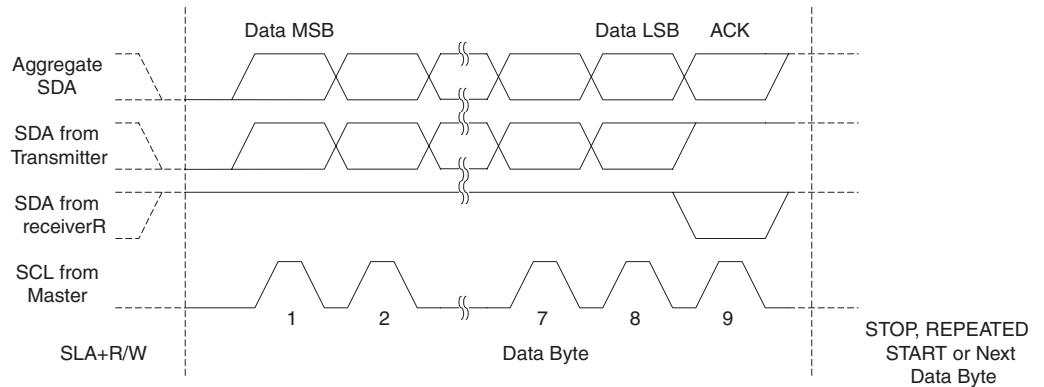 Data MSB
Data LSB
ACK
Aggregate
SDA
SDA from
Transmitter
SDA from
receiverR
SCL from
Master
1
2
7
8
9
SLA+R/W
Data Byte
STOP, REPEATED
START or Next
Data Byte